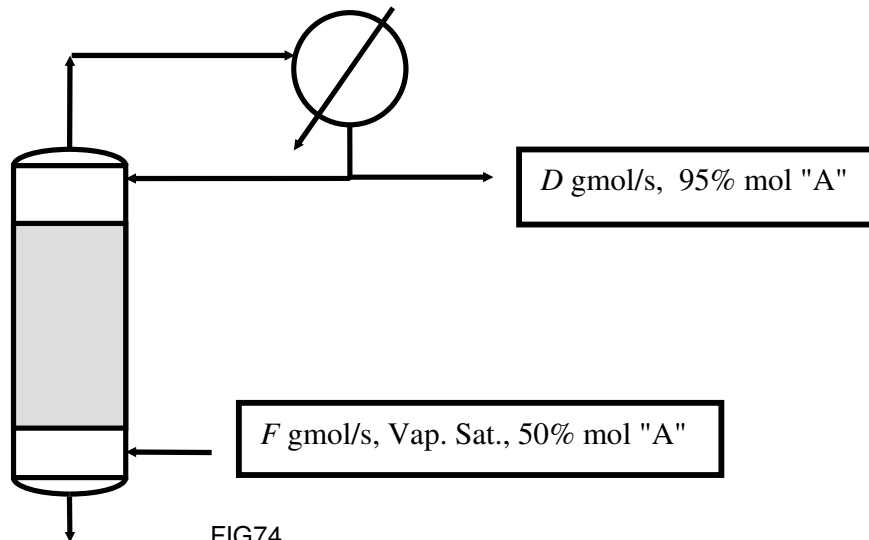 D gmol/s, 95% mol "A"
F gmol/s, Vap. Sat., 50% mol "A"
FIG74